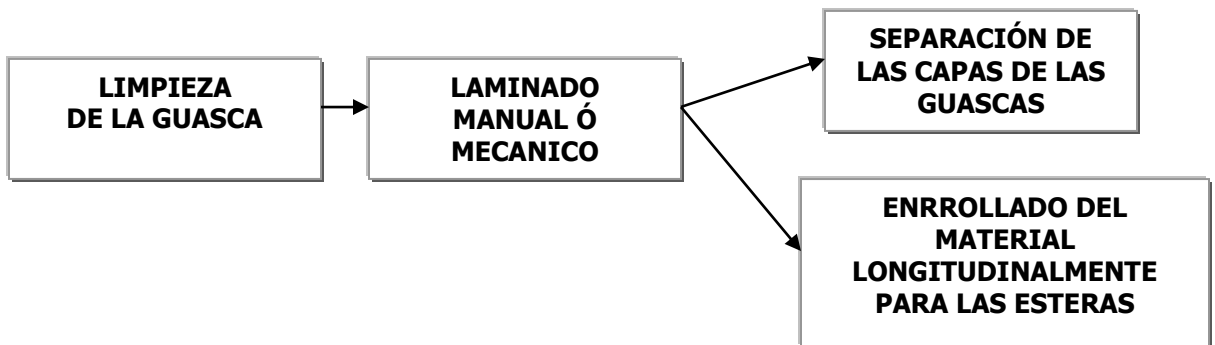 LIMPIEZA
DE LA GUASCA
LAMINADO
MANUAL Ó
MECANICO
SEPARACIÓN DE
LAS CAPAS DE LAS
GUASCAS
ENRROLLADO DEL
MATERIAL
LONGITUDINALMENTE
PARA LAS ESTERAS